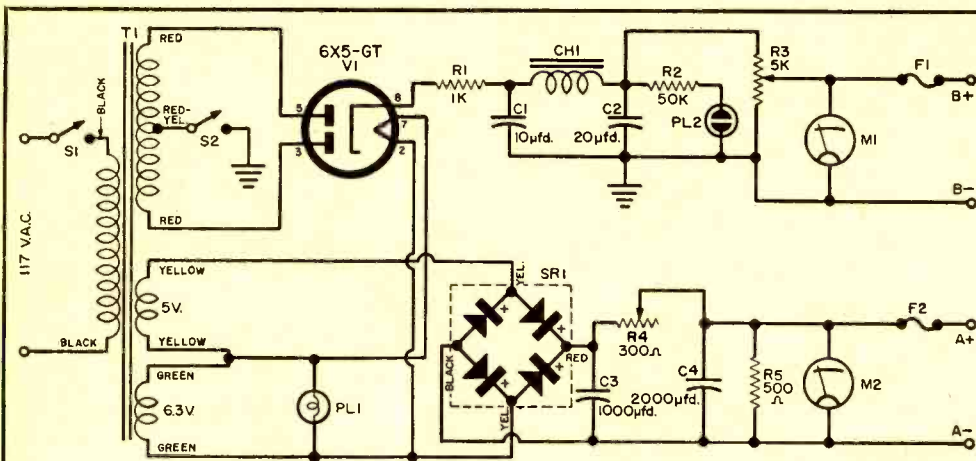 T1
RED
BLACK
S1
117 V.A.C.
BLACK
RED-
YEL.
S2
RED
6X5-GT
V1
5
3
8
7
2
R1
1K
C1
10µfd.
CH1
C2
20µfd.
R2
50K
PL2
R3
5K
M1
F1
B+
B-
YELLOW
5V.
YELLOW
GREEN
6.3V.
GREEN
PL1
YEL.
SR1
+
+
BLACK
RED
+
+
YEL.
R4
300Ω
C3
1000µfd.
C4
2000µfd.
R5
500
Ω
M2
F2
A+
A-